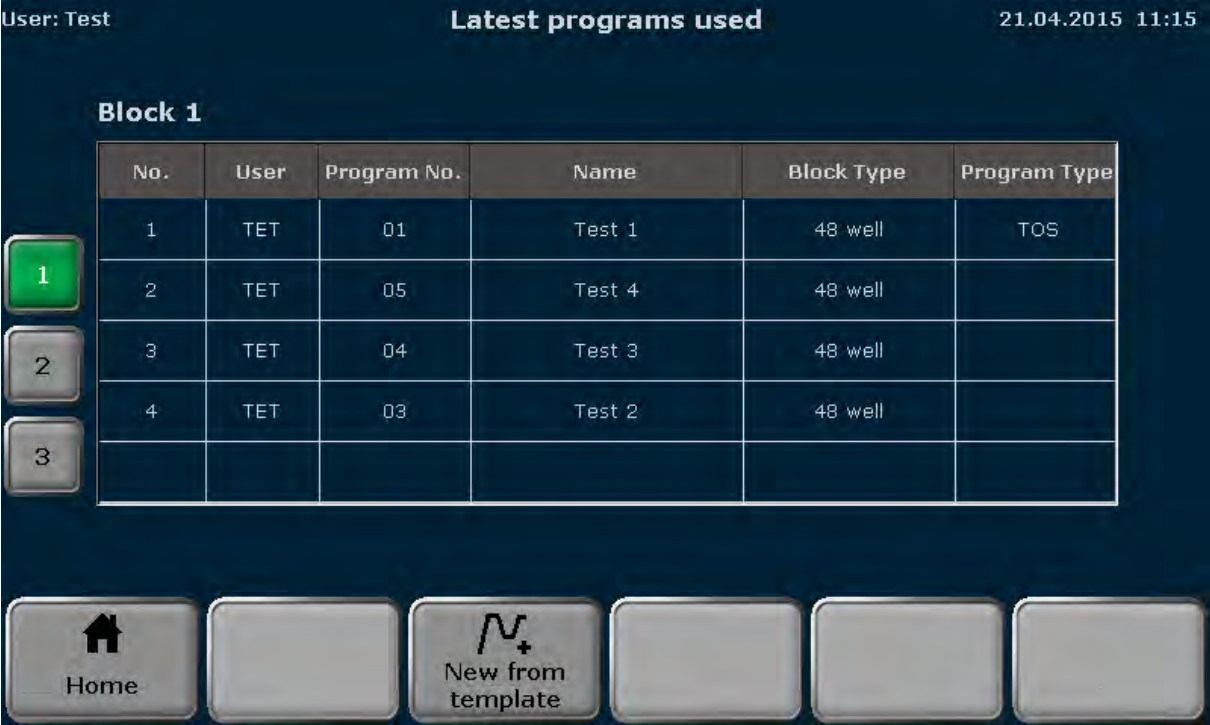 User: Test Latest programs used 21.04.2015 11:15
Block 1
No. User Program No. Name Block Type Program Type
1 TET 01 Test 1 48 well TOS
2 TET 05 Test 4 48 well
3 TET 04 Test 3 48 well
4 TET 03 Test 2 48 well
1
2
3
Home
New from
template